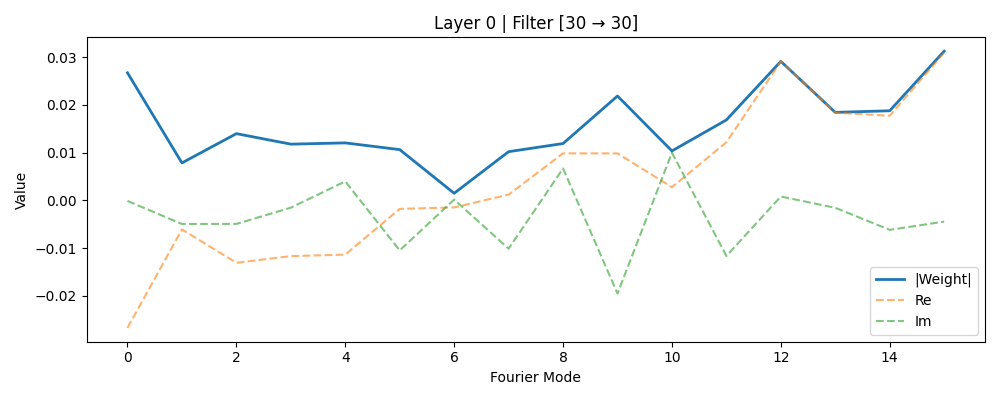 Layer 0 | Filter [30 → 30]
Value
0.03
0.02
0.01
0.00
−0.01
−0.02
|Weight|
Re
Im
0 2 4 6 8 10 12 14
Fourier Mode